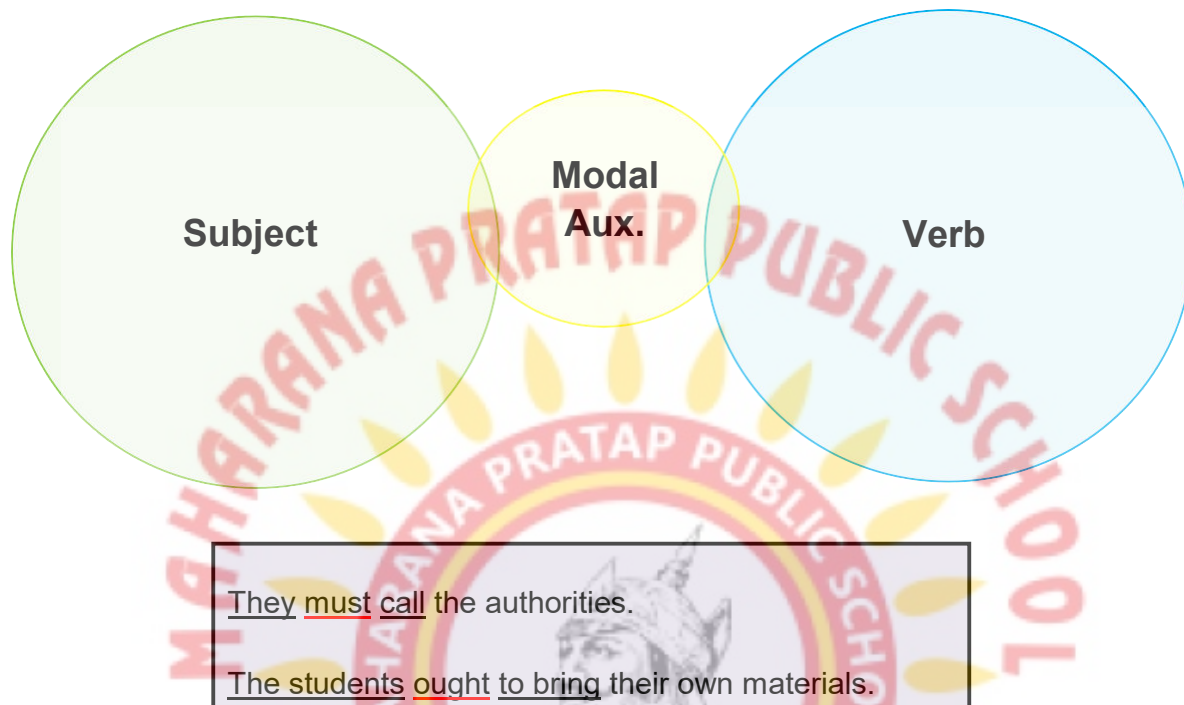 Subject
Modal
Aux.
Verb
MAHARANA PRATAP PUBLIC SCHOOL
MAHARANA PRATAP PUBLIC SCHO
They must call the authorities.
The students ought to bring their own materials.